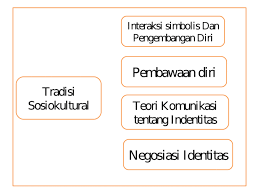 Interaksi simbolis Dan
Pengembangan Diri
Pembawaan diri
Tradisi
Sosiokultural
Teori Komunikasi
tentang Indentitas
Negosiasi Identitas